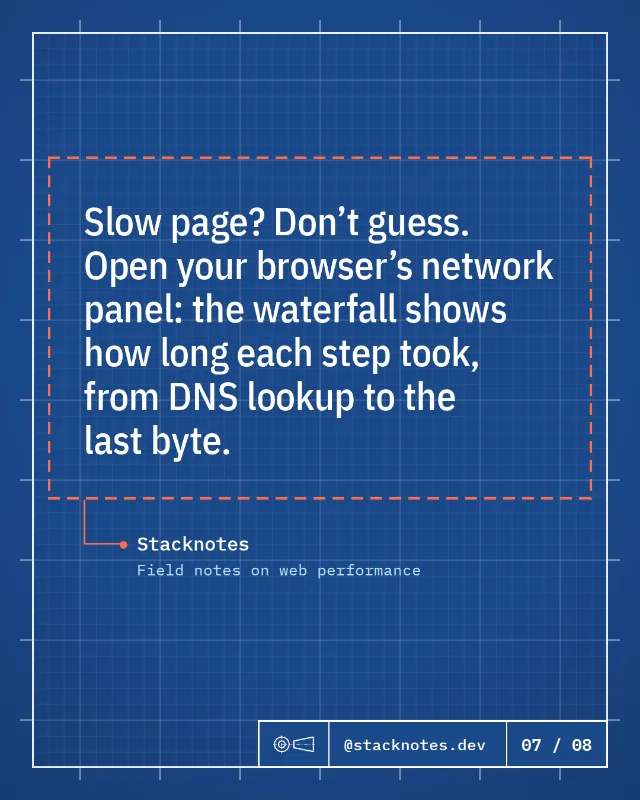 Slow page? Don’t guess.
Open your browser’s network
panel: the waterfall shows
how long each step took,
from DNS lookup to the
last byte.
Stacknotes
Field notes on web performance
@stacknotes.dev
07 / 08